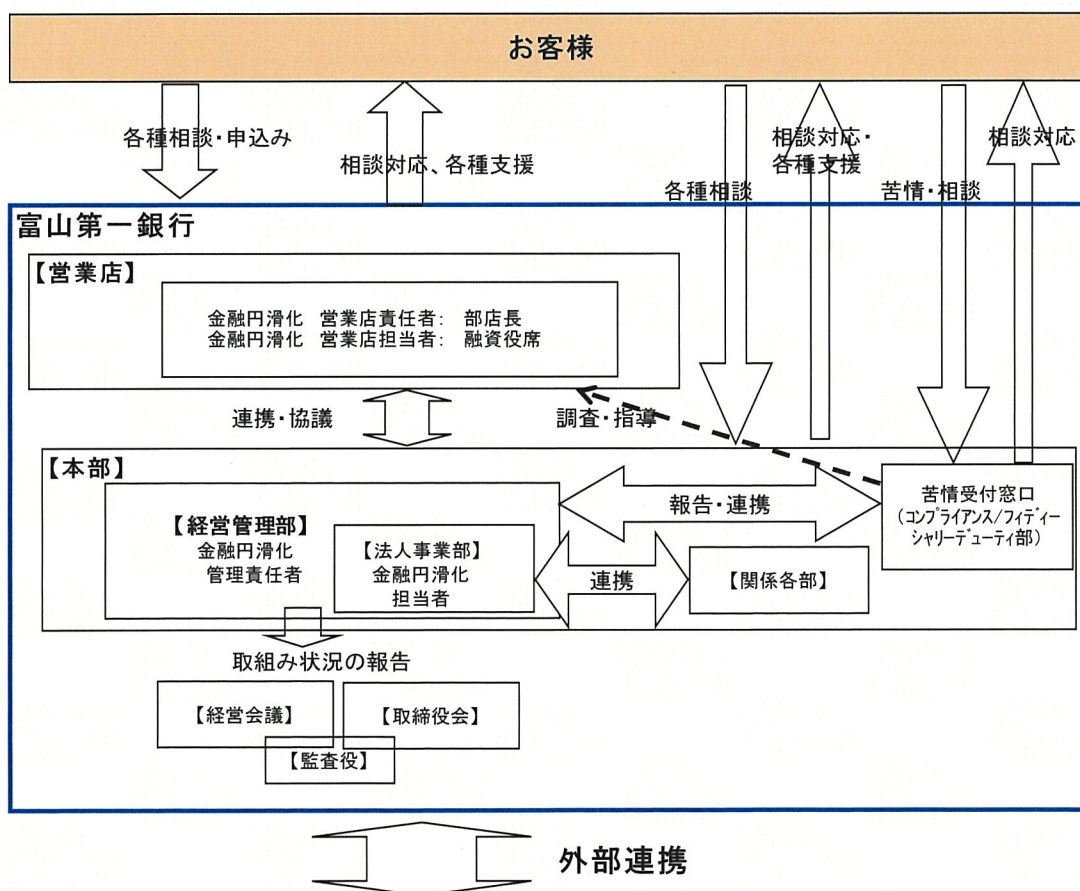 お客様
各種相談・申込み
相談対応、各種支援
各種相談
相談対応・
各種支援
苦情・相談
相談対応
富山第一銀行
【営業店】
金融円滑化 営業店責任者: 部店長
金融円滑化 営業店担当者: 融資役席
連携・協議
調査・指導
【本部】
【経営管理部】
金融円滑化
管理責任者
【法人事業部】
金融円滑化
担当者
報告・連携
連携
【関係各部】
苦情受付窓口
(コンプライアンス/フィデュー
シャリーデューティ部)
取組み状況の報告
【経営会議】
【取締役会】
【監査役】
外部連携